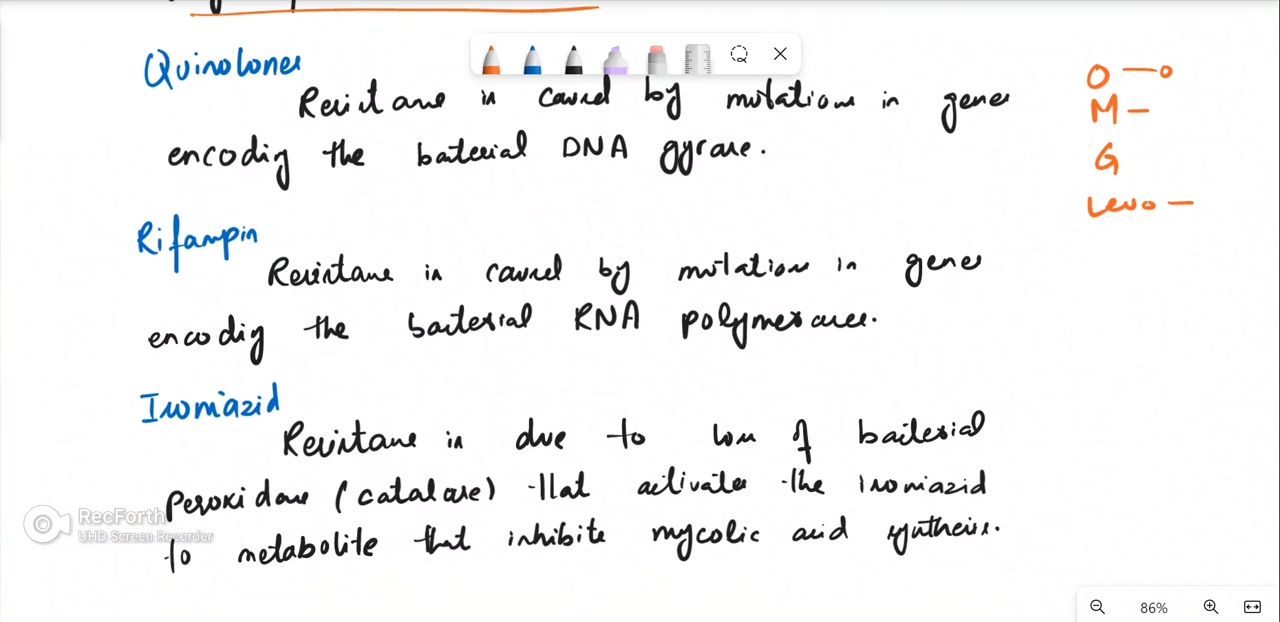 Quinolones
Resistance is caused by mutations in genes
encoding the bacterial DNA gyrase.
Rifampin
Resistance is caused by mutations in genes
encoding the bacterial RNA polymerases.
Isoniazid
Resistance is due to loss of bacterial
peroxidase (catalase) that activates the isoniazid
to metabolite that inhibits mycolic acid synthesis.
O — o
M —
G
Levo —
RecForth
UHD Screen Recorder
86%